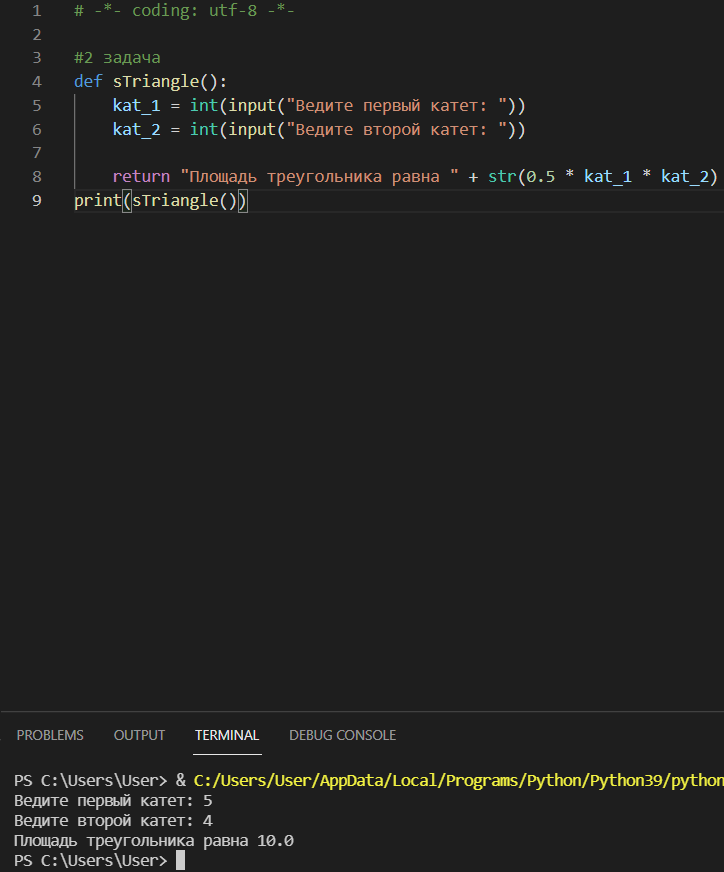 1 # -*- coding: utf-8 -*-
2
3 #2 задача
4 def sTriangle():
5 kat_1 = int(input("Ведите первый катет: "))
6 kat_2 = int(input("Ведите второй катет: "))
7
8 return "Площадь треугольника равна " + str(0.5 * kat_1 * kat_2)
9 print(sTriangle())
PROBLEMS OUTPUT TERMINAL DEBUG CONSOLE
PS C:\Users\User> & C:/Users/User/AppData/Local/Programs/Python/Python39/python
Ведите первый катет: 5
Ведите второй катет: 4
Площадь треугольника равна 10.0
PS C:\Users\User>